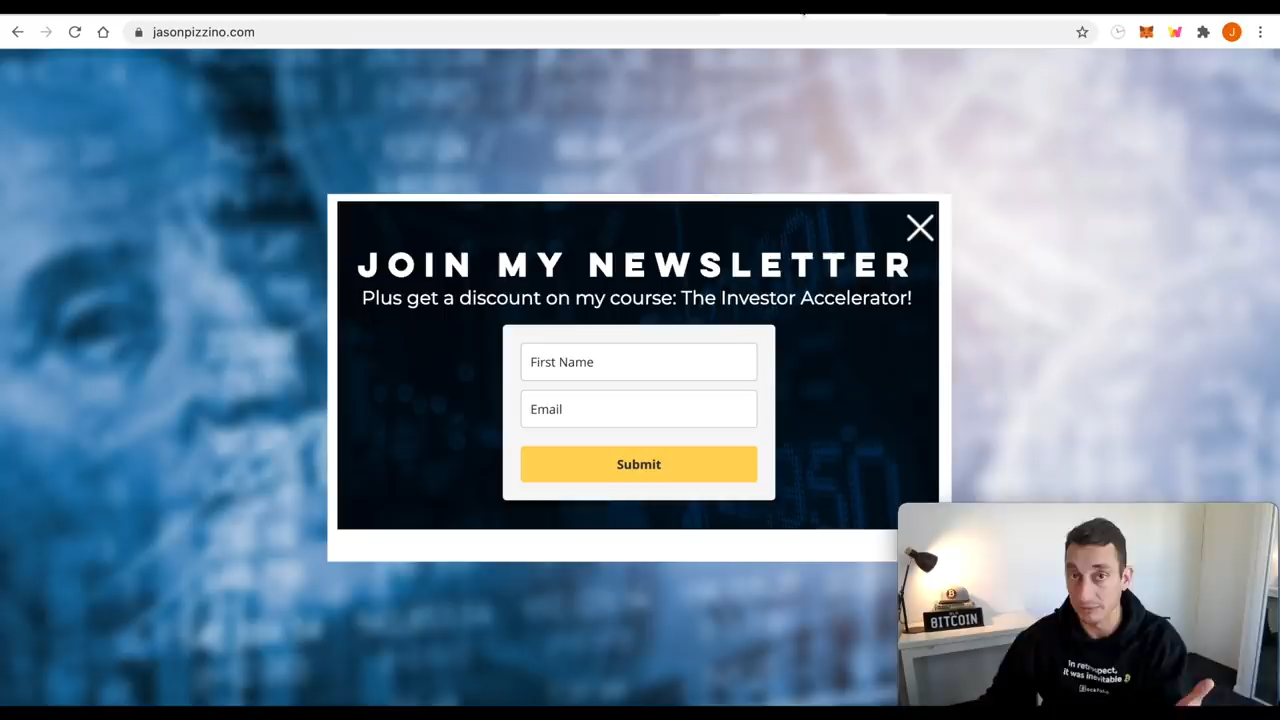 jasonpizzino.com
J
JOIN MY NEWSLETTER
Plus get a discount on my course: The Investor Accelerator!
First Name
Email
Submit
BITCOIN
In retrospect,
it was inevitable